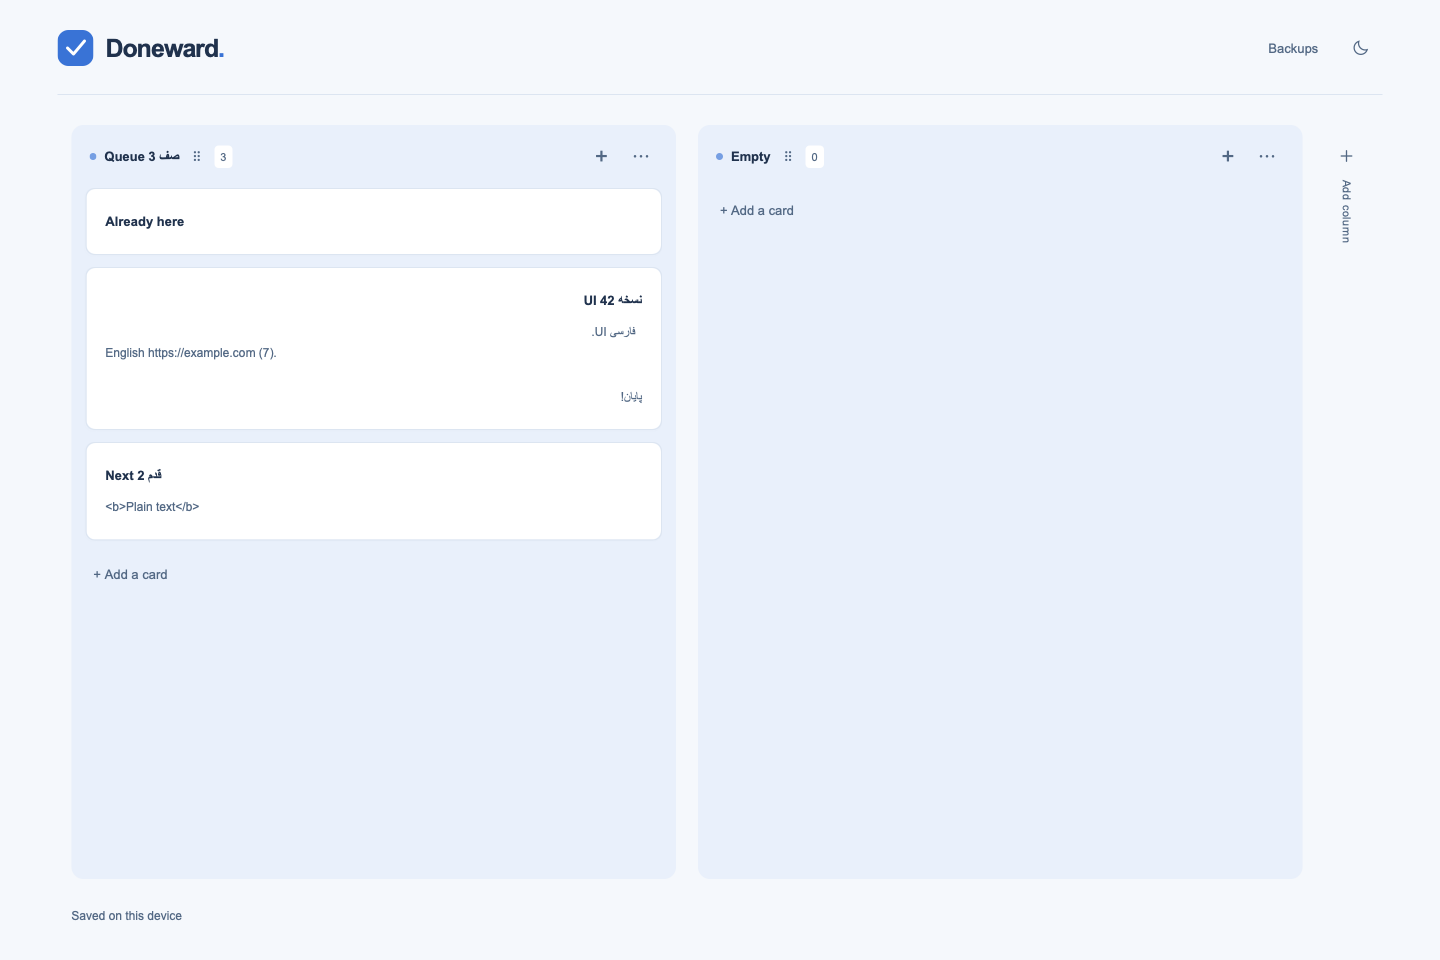 Doneward.
Backups
Queue 3 صف
3
Already here
نسخه 42 UI
فارسی UI.
English https://example.com (7).
پایان!
Next 2 قدم
<b>Plain text</b>
+ Add a card
Empty
0
+ Add a card
Add column
Saved on this device